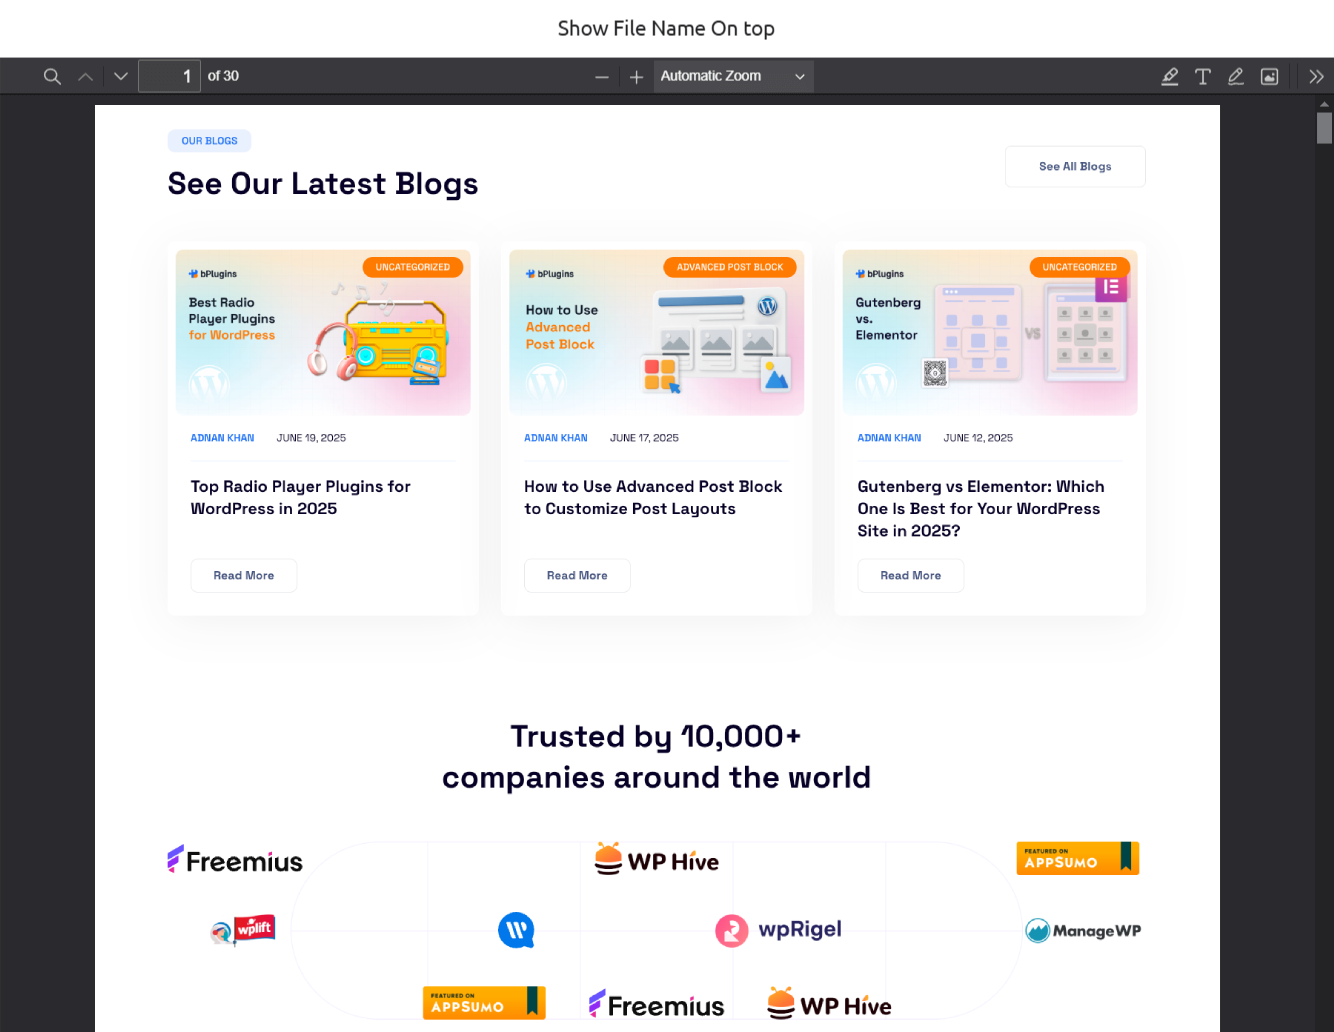 Show File Name On top
1 of 30
Automatic Zoom
OUR BLOGS
See Our Latest Blogs
See All Blogs
bPlugins
UNCATEGORIZED
Best Radio
Player Plugins
for WordPress
ADNAN KHAN JUNE 19, 2025
Top Radio Player Plugins for
WordPress in 2025
Read More
bPlugins
ADVANCED POST BLOCK
How to Use
Advanced
Post Block
ADNAN KHAN JUNE 17, 2025
How to Use Advanced Post Block
to Customize Post Layouts
Read More
bPlugins
UNCATEGORIZED
Gutenberg
vs.
Elementor
VS
ADNAN KHAN JUNE 12, 2025
Gutenberg vs Elementor: Which
One Is Best for Your WordPress
Site in 2025?
Read More
Trusted by 10,000+
companies around the world
Freemius
WP Hive
FEATURED ON
APPSUMO
wplift
wpRigel
ManageWP
FEATURED ON
APPSUMO
Freemius
WP Hive